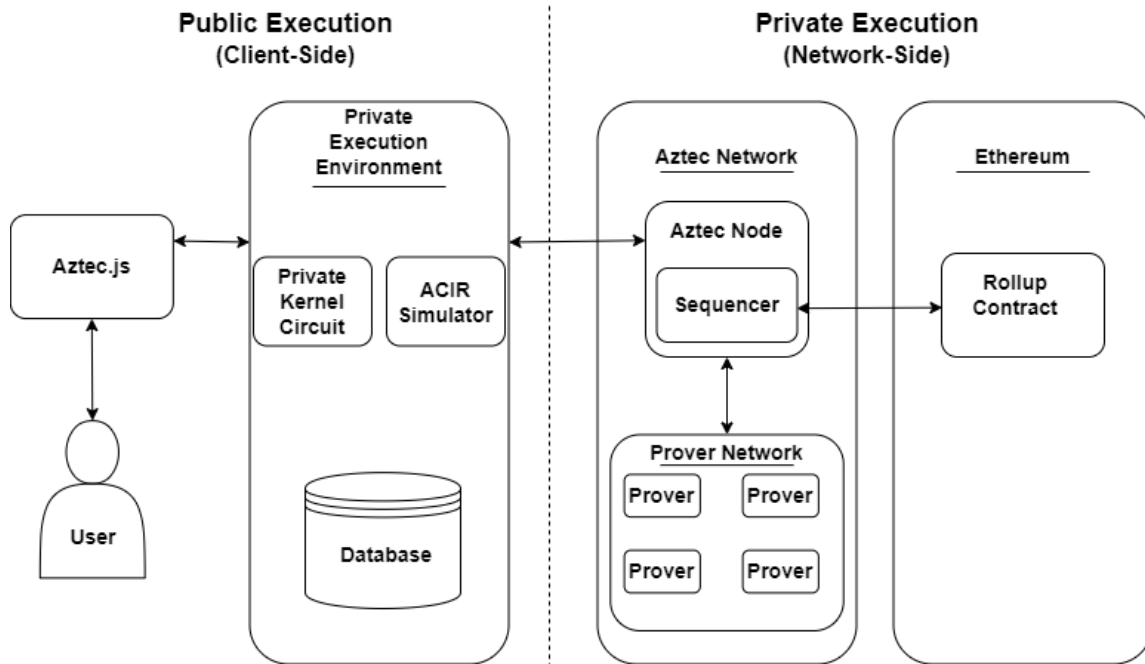 Public Execution
(Client-Side)
Private Execution
(Network-Side)
Private
Execution
Environment
Aztec Network
Ethereum
Aztec.js
Private
Kernel
Circuit
ACIR
Simulator
Aztec Node
Sequencer
Rollup
Contract
User
Database
Prover Network
Prover
Prover
Prover
Prover